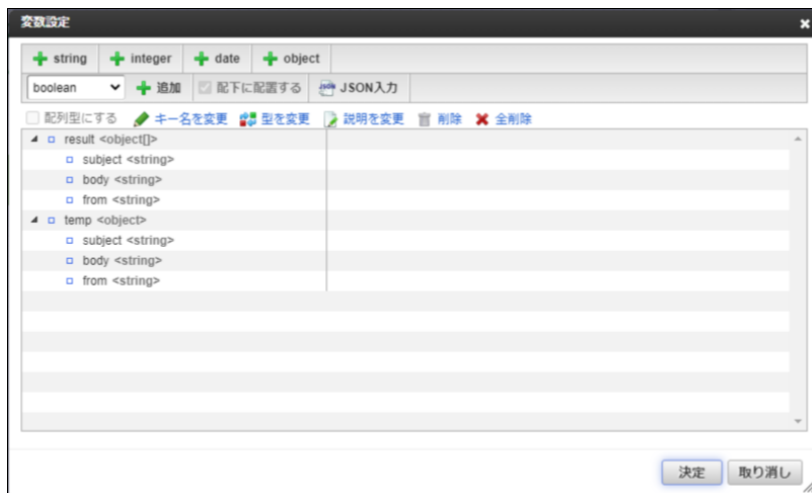 変数設定
string integer date object
boolean 追加 配下に配置する JSON入力
配列型にする キー名を変更 型を変更 説明を変更 削除 全削除
result <object[]>
subject <string>
body <string>
from <string>
temp <object>
subject <string>
body <string>
from <string>
決定 取り消し